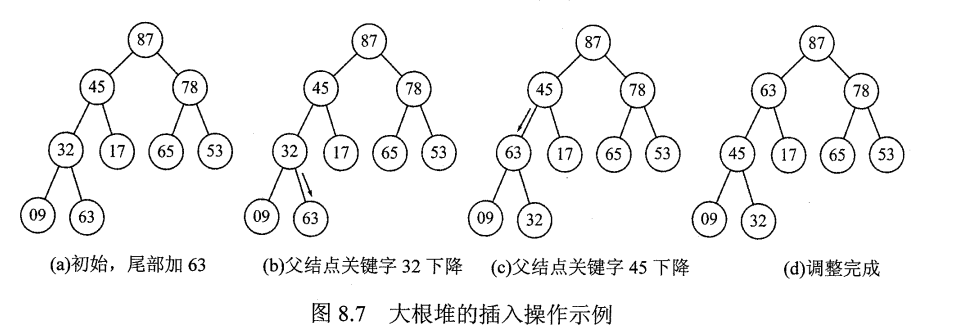 87 87 87 87
45 78 45 78 45 78 63 78
32 17 65 53 32 17 65 53 63 17 65 53 45 17 65 53
09 63 09 63 09 32 09 32
(a)初始，尾部加 63 (b)父结点关键字 32 下降 (c)父结点关键字 45 下降 (d)调整完成
图 8.7 大根堆的插入操作示例